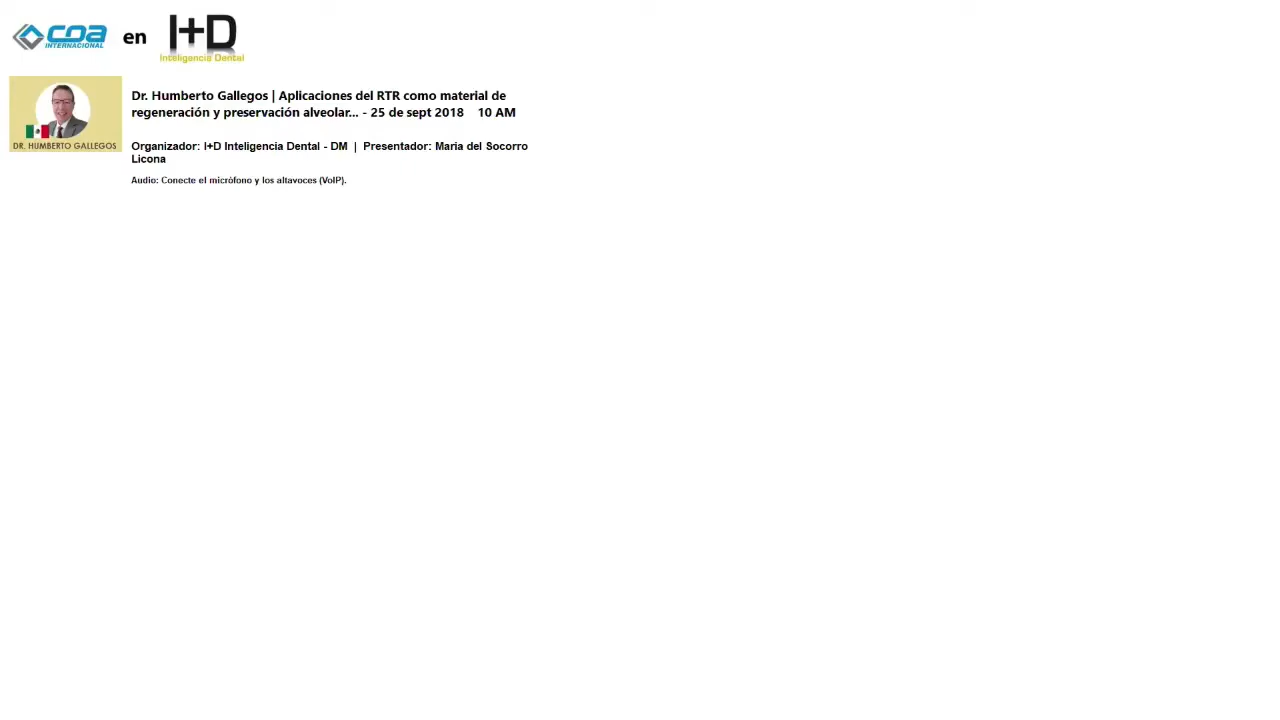 coa
INTERNACIONAL
en
I+D
Inteligencia Dental
DR. HUMBERTO GALLEGOS
Dr. Humberto Gallegos | Aplicaciones del RTR como material de
regeneración y preservación alveolar... - 25 de sept 2018 10 AM
Organizador: I+D Inteligencia Dental - DM | Presentador: Maria del Socorro
Licona
Audio: Conecte el micrófono y los altavoces (VoIP).